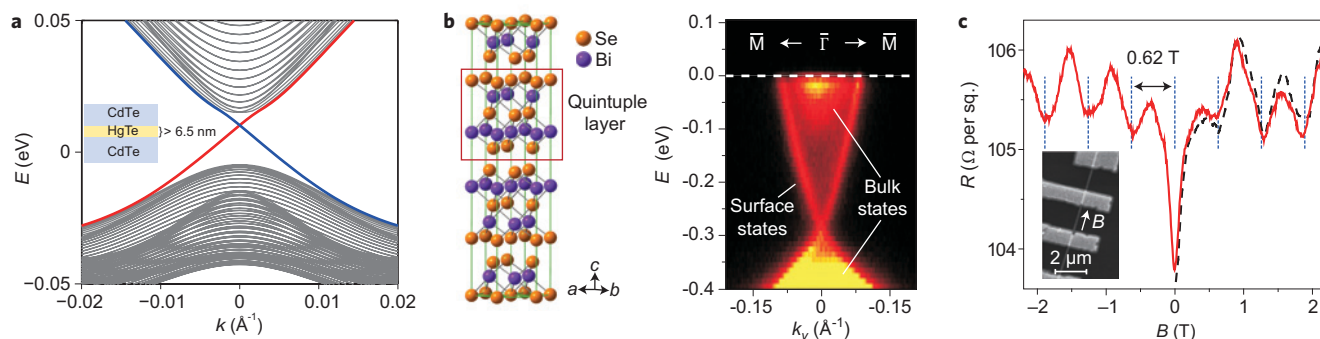 a
0.05
0
−0.05
E (eV)
CdTe
HgTe
CdTe
> 6.5 nm
−0.02
−0.01
0
0.01
0.02
k (Å⁻¹)
b
Se
Bi
Quintuple
layer
c
a
b
0.1
0.0
-0.1
-0.2
-0.3
-0.4
E (eV)
M̅ ← Γ̅ → M̅
Surface
states
Bulk
states
-0.15
0
-0.15
k_y (Å⁻¹)
c
106
105
104
R (Ω per sq.)
0.62 T
B
2 µm
−2
−1
0
1
2
B (T)